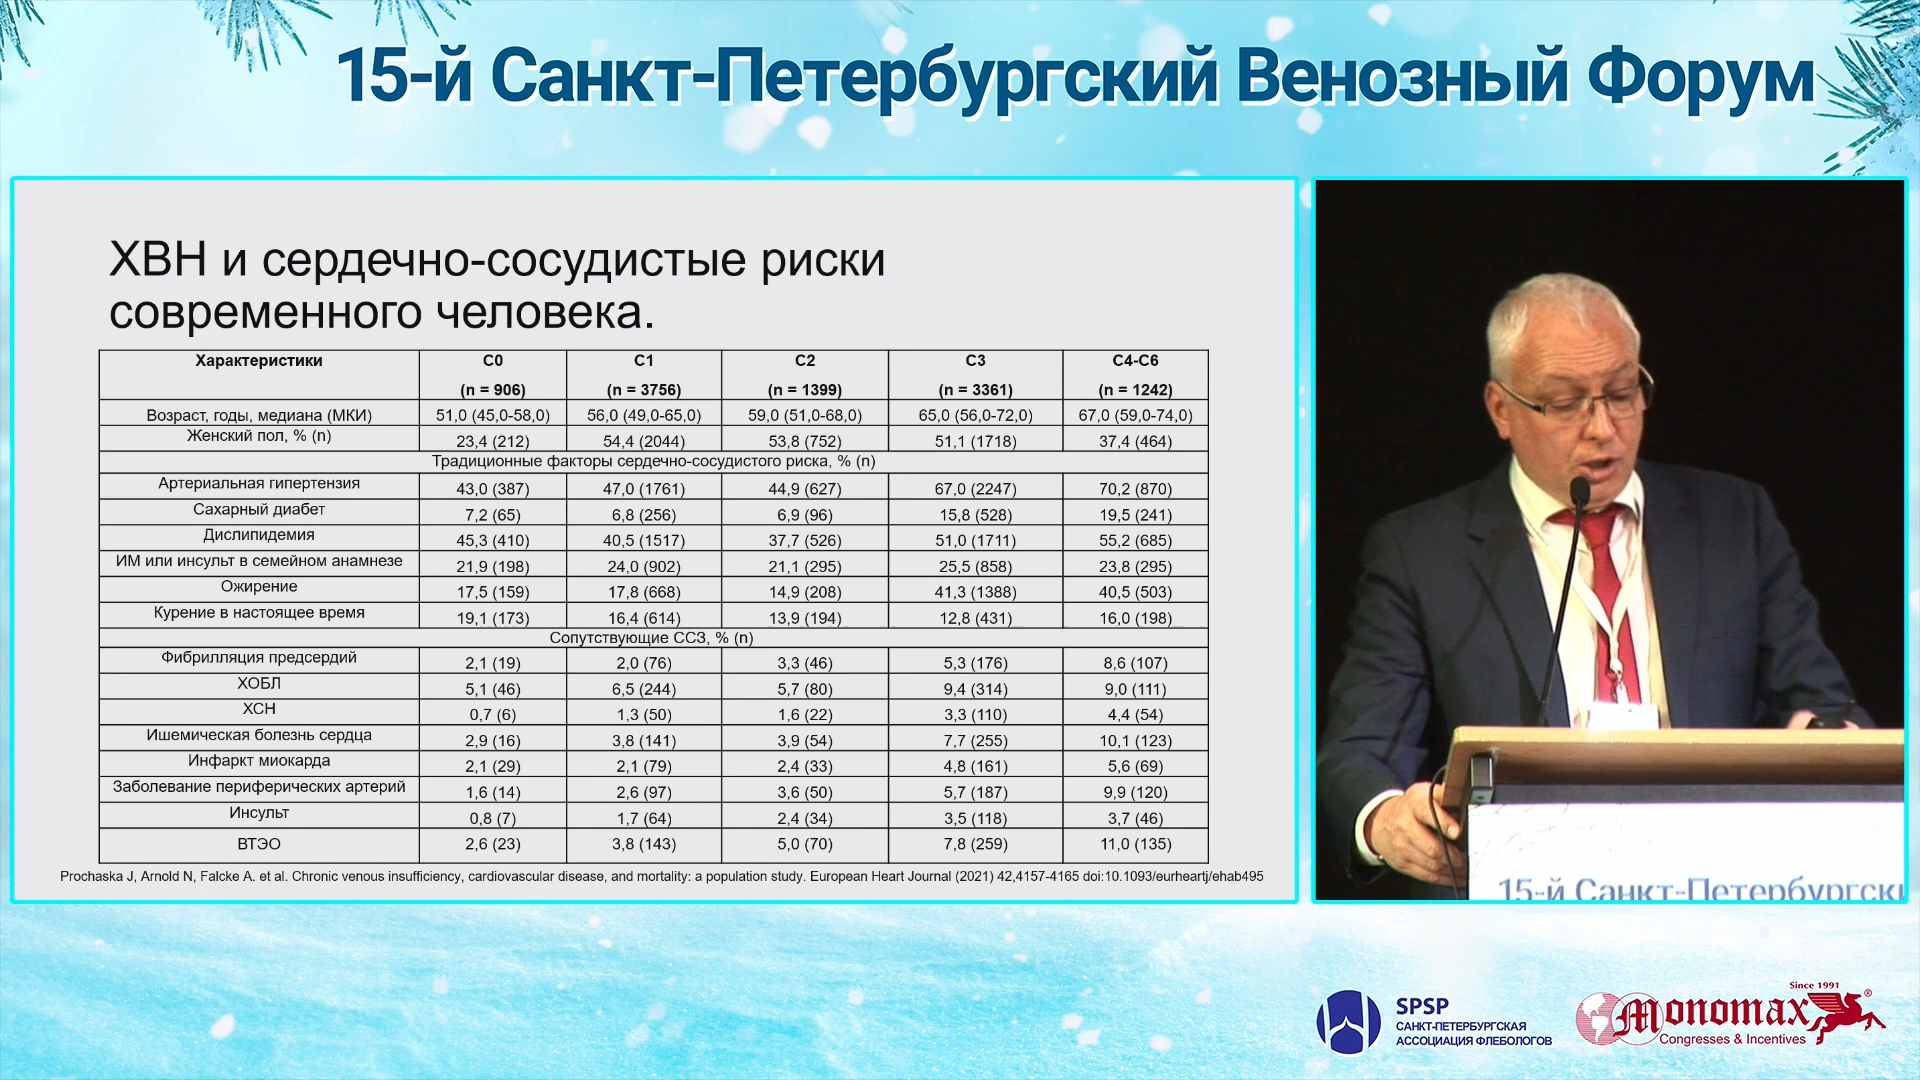 15-й Санкт-Петербургский Венозный Форум
ХВН и сердечно-сосудистые риски
современного человека.
Характеристики C0 (n = 906) C1 (n = 3756) C2 (n = 1399) C3 (n = 3361) C4-C6 (n = 1242)
Возраст, годы, медиана (МКИ) 51,0 (45,0-58,0) 56,0 (49,0-65,0) 59,0 (51,0-68,0) 65,0 (56,0-72,0) 67,0 (59,0-74,0)
Женский пол, % (n) 23,4 (212) 54,4 (2044) 53,8 (752) 51,1 (1718) 37,4 (464)
Традиционные факторы сердечно-сосудистого риска, % (n)
Артериальная гипертензия 43,0 (387) 47,0 (1761) 44,9 (627) 67,0 (2247) 70,2 (870)
Сахарный диабет 7,2 (65) 6,8 (256) 6,9 (96) 15,8 (528) 19,5 (241)
Дислипидемия 45,3 (410) 40,5 (1517) 37,7 (526) 51,0 (1711) 55,2 (685)
ИМ или инсульт в семейном анамнезе 21,9 (198) 24,0 (902) 21,1 (295) 25,5 (858) 23,8 (295)
Ожирение 17,5 (159) 17,8 (668) 14,9 (208) 41,3 (1388) 40,5 (503)
Курение в настоящее время 19,1 (173) 16,4 (614) 13,9 (194) 12,8 (431) 16,0 (198)
Сопутствующие ССЗ, % (n)
Фибрилляция предсердий 2,1 (19) 2,0 (76) 3,3 (46) 5,3 (176) 8,6 (107)
ХОБЛ 5,1 (46) 6,5 (244) 5,7 (80) 9,4 (314) 9,0 (111)
ХСН 0,7 (6) 1,3 (50) 1,6 (22) 3,3 (110) 4,4 (54)
Ишемическая болезнь сердца 2,9 (16) 3,8 (141) 3,9 (54) 7,7 (255) 10,1 (123)
Инфаркт миокарда 2,1 (29) 2,1 (79) 2,4 (33) 4,8 (161) 5,6 (69)
Заболевание периферических артерий 1,6 (14) 2,6 (97) 3,6 (50) 5,7 (187) 9,9 (120)
Инсульт 0,8 (7) 1,7 (64) 2,4 (34) 3,5 (118) 3,7 (46)
ВТЭО 2,6 (23) 3,8 (143) 5,0 (70) 7,8 (259) 11,0 (135)
Prochaska J, Arnold N, Falcke A. et al. Chronic venous insufficiency, cardiovascular disease, and mortality: a population study. European Heart Journal (2021) 42,4157-4165 doi:10.1093/eurheartj/ehab495
15-й Санкт-Петербургски
SPSP
САНКТ-ПЕТЕРБУРГСКАЯ
АССОЦИАЦИЯ ФЛЕБОЛОГОВ
Since 1991
Monomax®
Congresses & Incentives